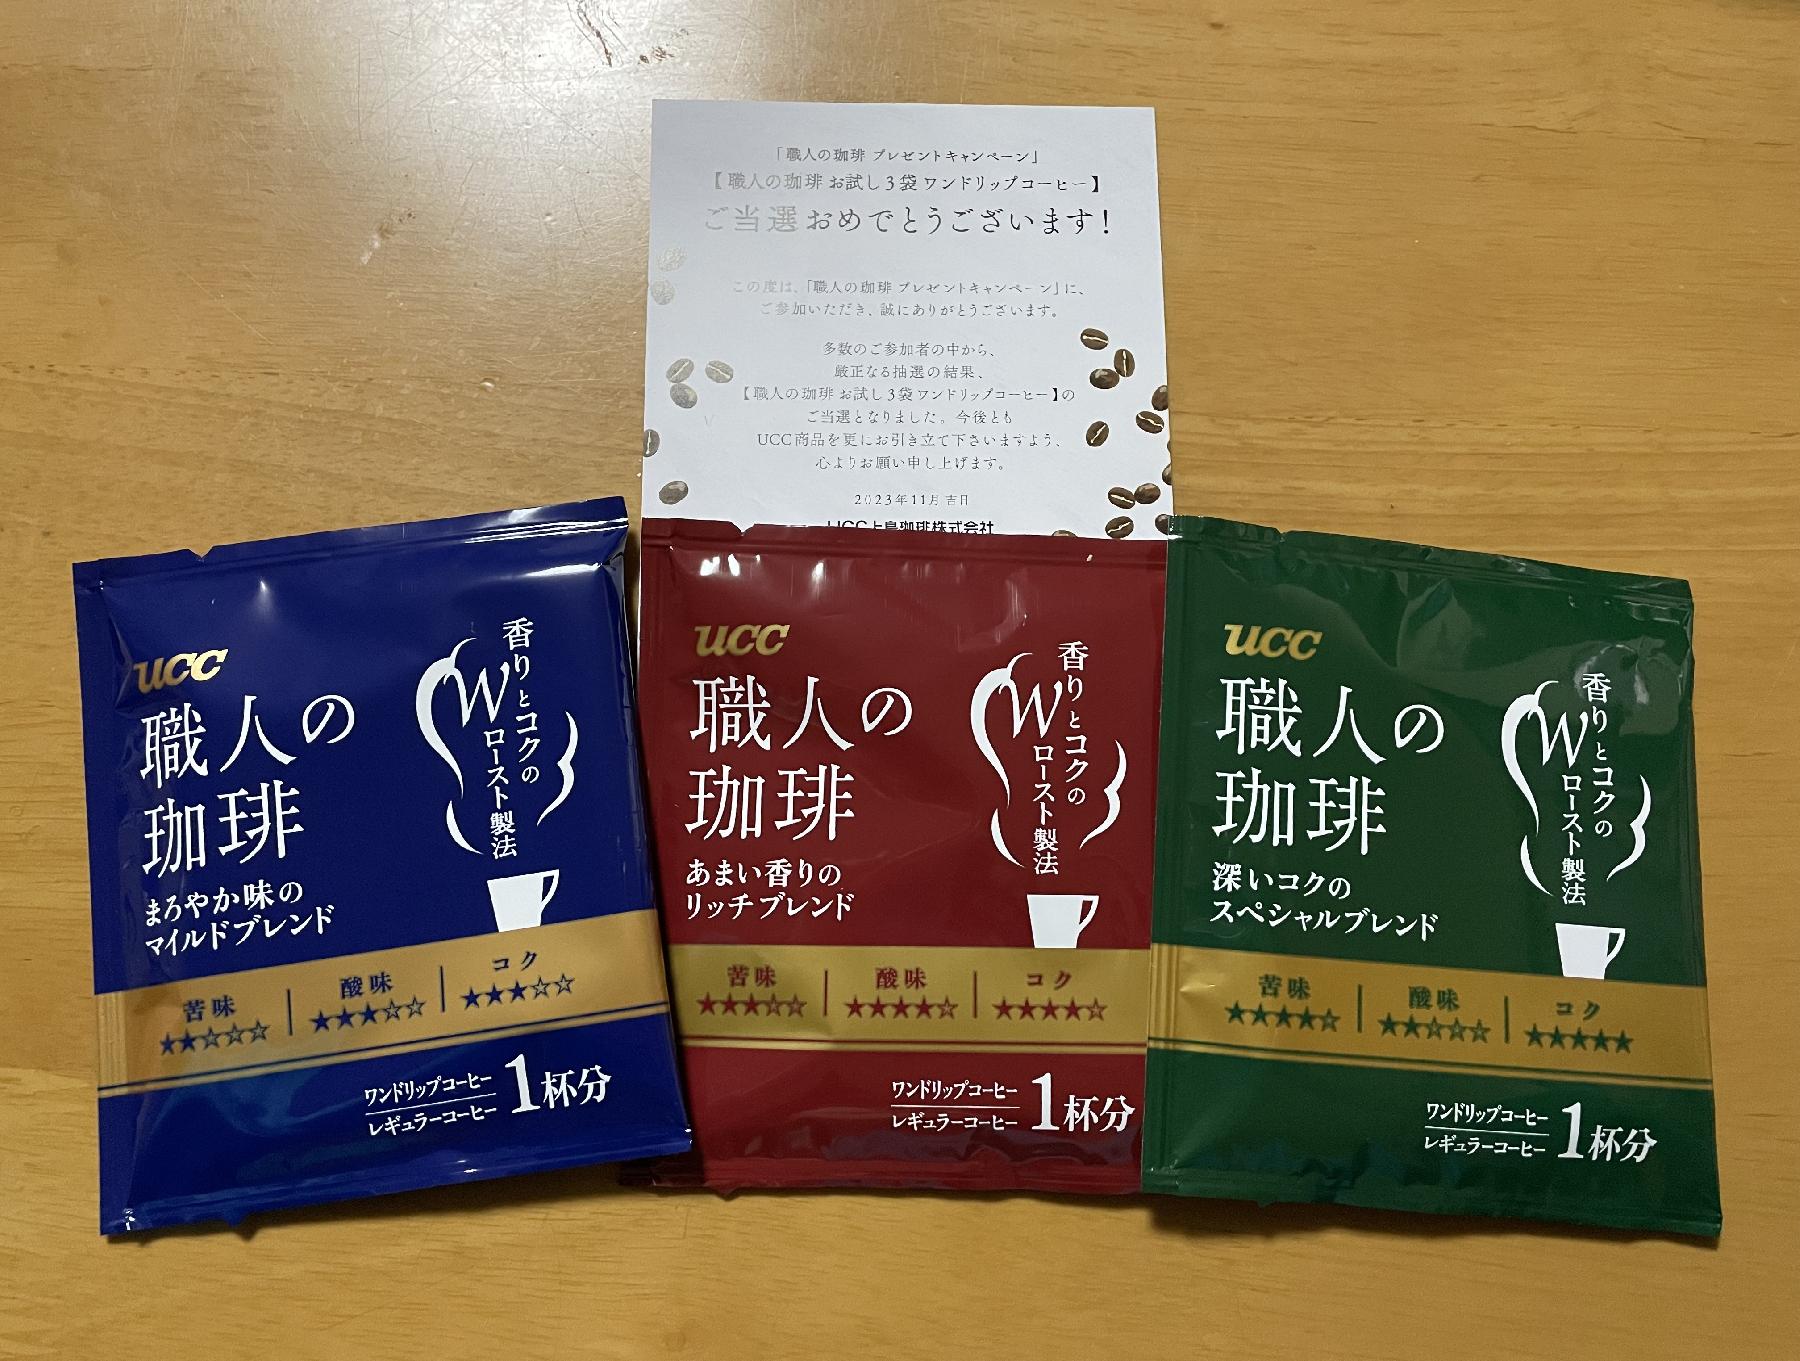 「職人の珈琲 プレゼントキャンペーン」
【職人の珈琲 お試し3袋 ワンドリップコーヒー】
ご当選おめでとうございます!
この度は、「職人の珈琲 プレゼントキャンペーン」に、
ご参加いただき、誠にありがとうございます。
多数のご参加者の中から、
厳正なる抽選の結果、
【職人の珈琲 お試し3袋 ワンドリップコーヒー】の
ご当選となりました。今後とも
UCC商品を更にお引き立て下さいますよう、
心よりお願い申し上げます。
2023年11月吉日
UCC上島珈琲株式会社
UCC
職人の
珈琲
まろやか味の
マイルドブレンド
香りとコクの
Wロースト製法
苦味 酸味 コク
★★☆☆☆ ★★★☆☆ ★★★☆☆
ワンドリップコーヒー
レギュラーコーヒー
1杯分
UCC
職人の
珈琲
あまい香りの
リッチブレンド
香りとコクの
Wロースト製法
苦味 酸味 コク
★★★☆☆ ★★★★☆ ★★★★☆
ワンドリップコーヒー
レギュラーコーヒー
1杯分
UCC
職人の
珈琲
深いコクの
スペシャルブレンド
香りとコクの
Wロースト製法
苦味 酸味 コク
★★★★☆ ★★☆☆☆ ★★★★★
ワンドリップコーヒー
レギュラーコーヒー
1杯分